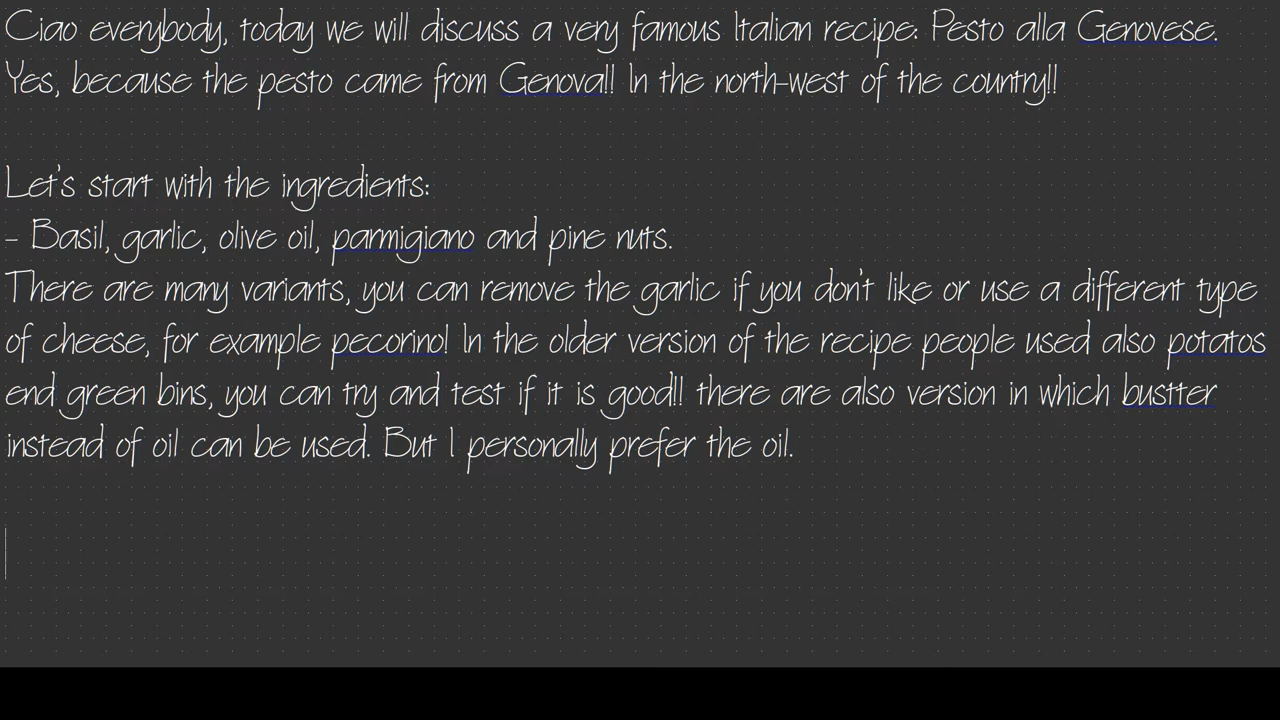 Ciao everybody, today we will discuss a very famous Italian recipe: Pesto alla Genovese.
Yes, because the pesto came from Genova!! In the north-west of the country!!
Let's start with the ingredients:
- Basil, garlic, olive oil, parmigiano and pine nuts.
There are many variants, you can remove the garlic if you don't like or use a different type
of cheese, for example pecorino! In the older version of the recipe people used also potatos
end green bins, you can try and test if it is good!! there are also version in which bustter
instead of oil can be used. But I personally prefer the oil.